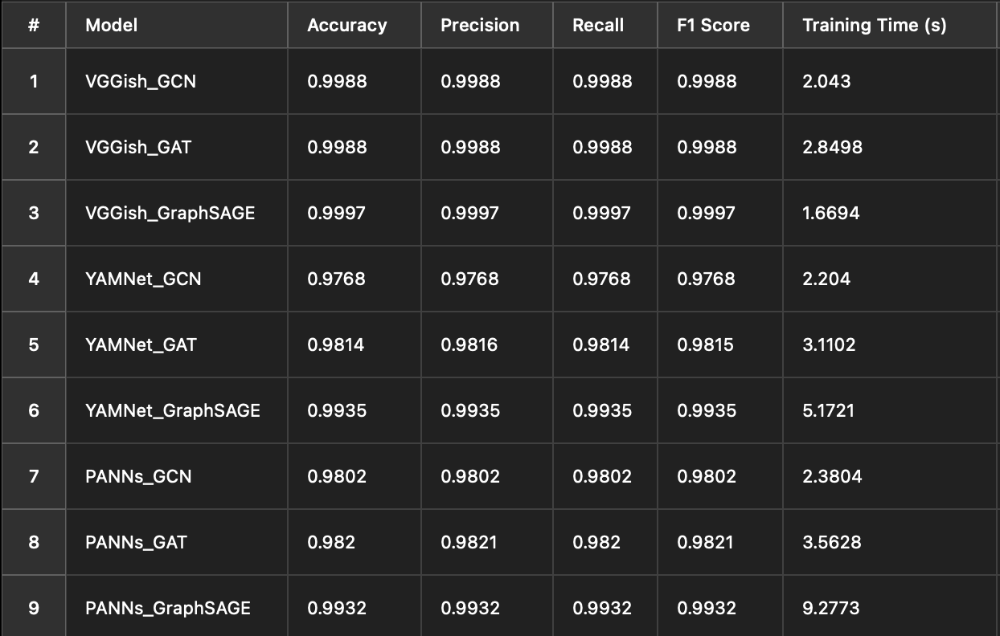 # Model Accuracy Precision Recall F1 Score Training Time (s)
1 VGGish_GCN 0.9988 0.9988 0.9988 0.9988 2.043
2 VGGish_GAT 0.9988 0.9988 0.9988 0.9988 2.8498
3 VGGish_GraphSAGE 0.9997 0.9997 0.9997 0.9997 1.6694
4 YAMNet_GCN 0.9768 0.9768 0.9768 0.9768 2.204
5 YAMNet_GAT 0.9814 0.9816 0.9814 0.9815 3.1102
6 YAMNet_GraphSAGE 0.9935 0.9935 0.9935 0.9935 5.1721
7 PANNs_GCN 0.9802 0.9802 0.9802 0.9802 2.3804
8 PANNs_GAT 0.982 0.9821 0.982 0.9821 3.5628
9 PANNs_GraphSAGE 0.9932 0.9932 0.9932 0.9932 9.2773